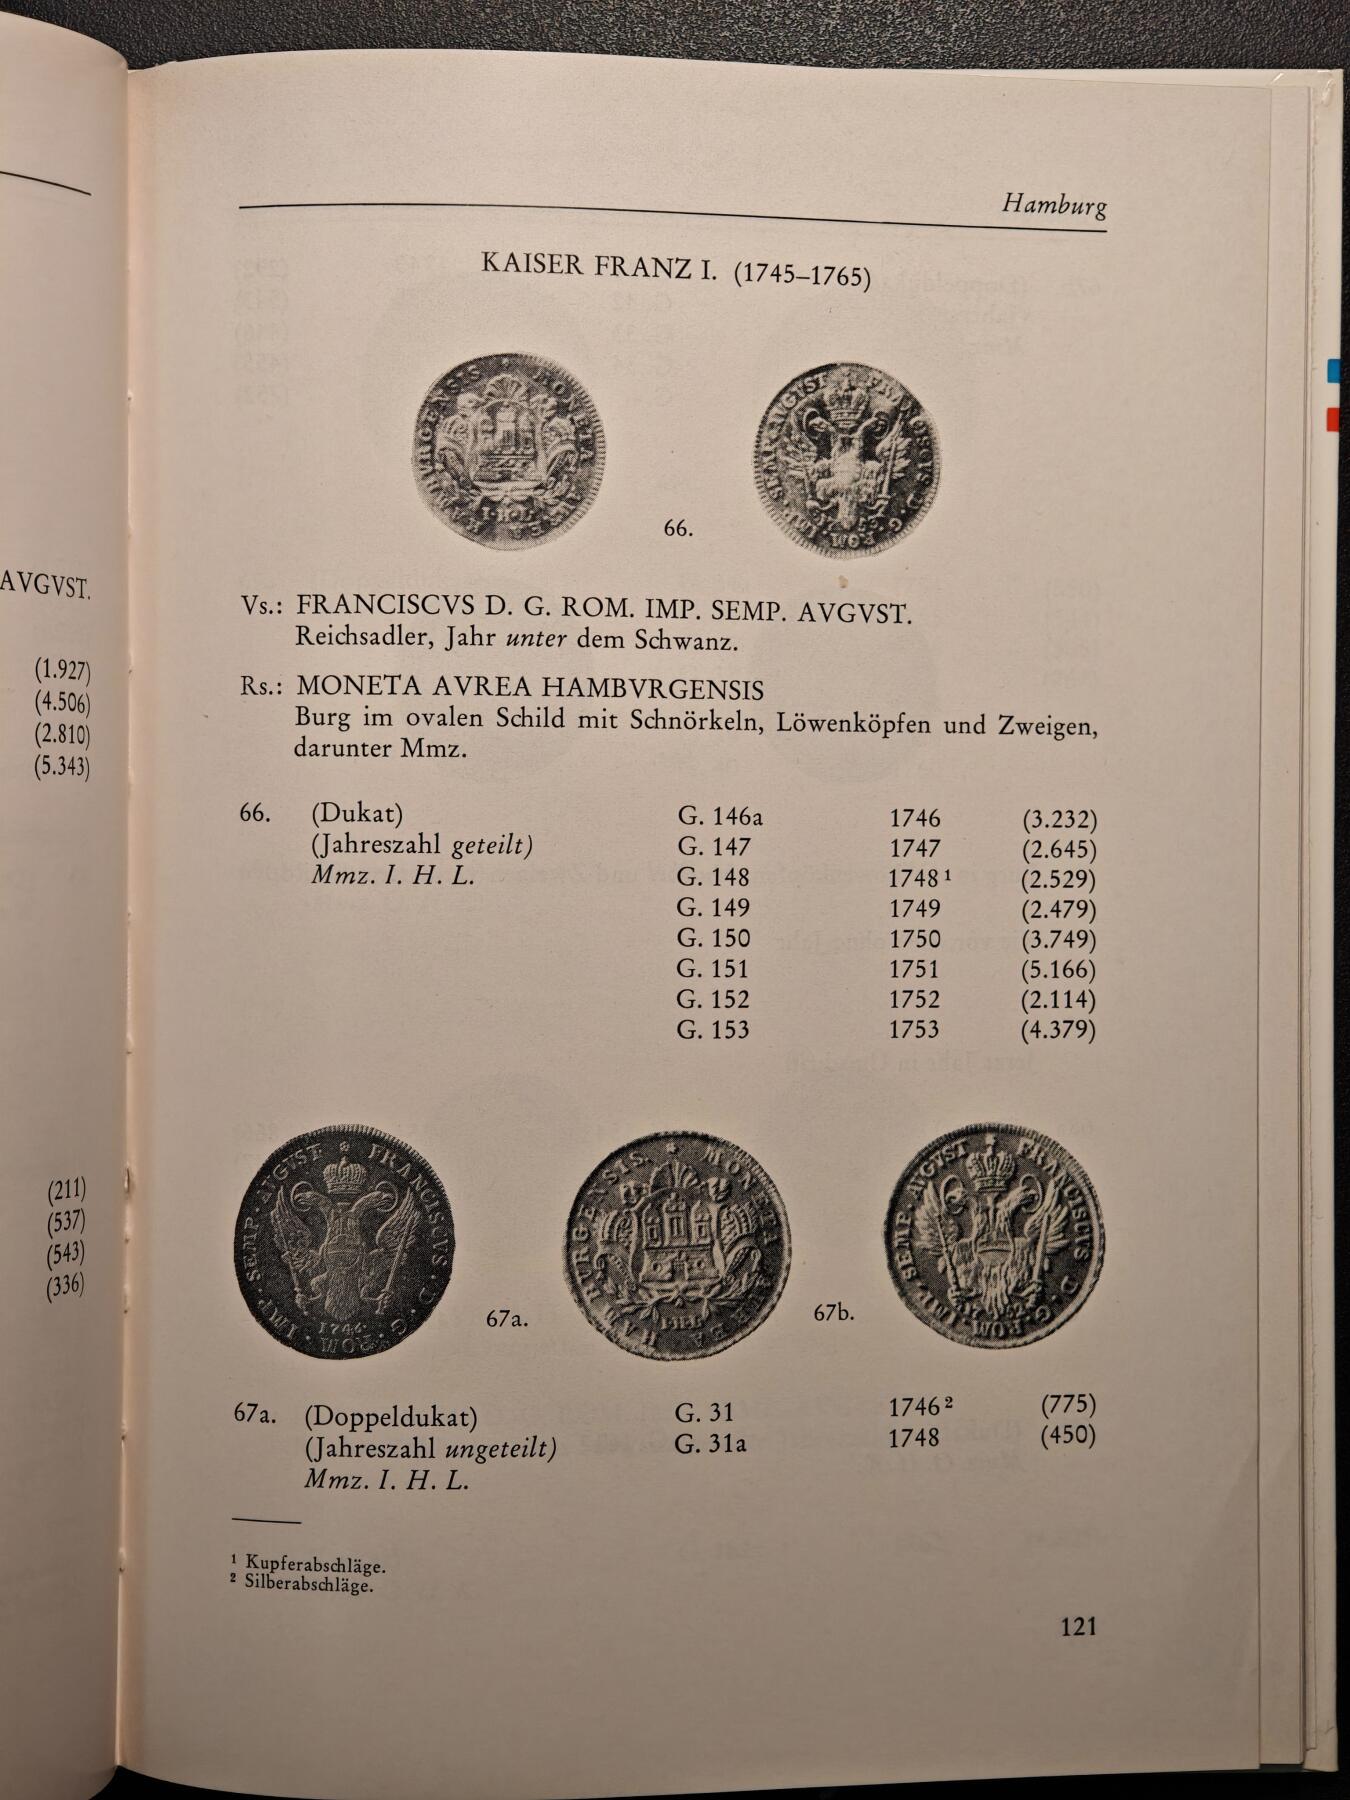 AVGVST.
(1.927)
(4.506)
(2.810)
(5.343)
(211)
(537)
(543)
(336)
Hamburg
KAISER FRANZ I. (1745–1765)
66.
Vs.: FRANCISCVS D. G. ROM. IMP. SEMP. AVGVST.
Reichsadler, Jahr unter dem Schwanz.
Rs.: MONETA AVREA HAMBVRGENSIS
Burg im ovalen Schild mit Schnörkeln, Löwenköpfen und Zweigen,
darunter Mmz.
66. (Dukat) G. 146a 1746 (3.232)
(Jahreszahl geteilt) G. 147 1747 (2.645)
Mmz. I. H. L. G. 148 1748¹ (2.529)
G. 149 1749 (2.479)
G. 150 1750 (3.749)
G. 151 1751 (5.166)
G. 152 1752 (2.114)
G. 153 1753 (4.379)
67a. 67b.
67a. (Doppeldukat) G. 31 1746² (775)
(Jahreszahl ungeteilt) G. 31a 1748 (450)
Mmz. I. H. L.
¹ Kupferabschläge.
² Silberabschläge.
121